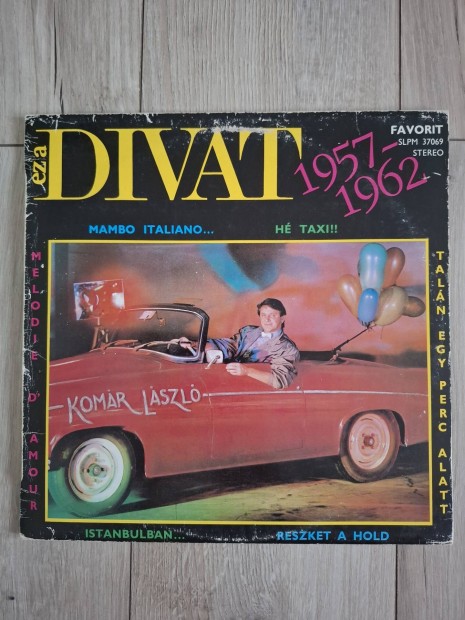 ez a DIVAT
1957-
1962
FAVORIT
SLPM 37069
STEREO
MAMBO ITALIANO...
HÉ TAXI!!
MELODIE D'AMOUR
TALÁN EGY PERC ALATT
-KOMÁR LÁSZLÓ-
ISTANBULBAN...
RESZKET A HOLD